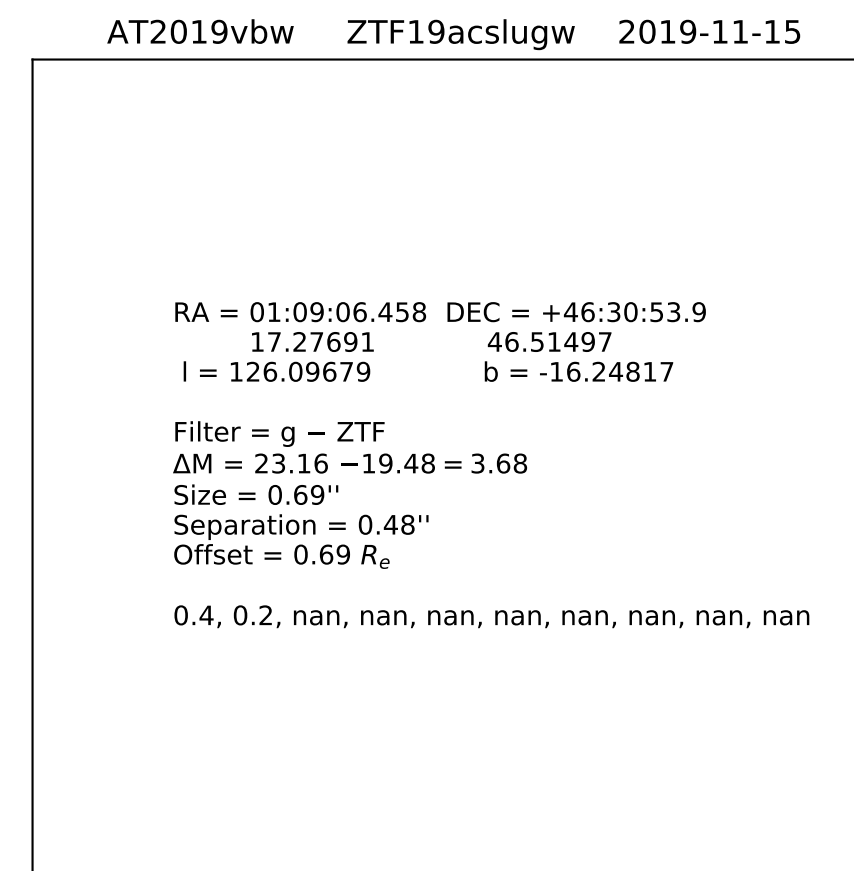 AT2019vbw ZTF19acslugw 2019-11-15
RA = 01:09:06.458 DEC = +46:30:53.9
17.27691 46.51497
l = 126.09679 b = -16.24817
Filter = g − ZTF
ΔM = 23.16 −19.48 = 3.68
Size = 0.69''
Separation = 0.48''
Offset = 0.69 Rₑ
0.4, 0.2, nan, nan, nan, nan, nan, nan, nan, nan